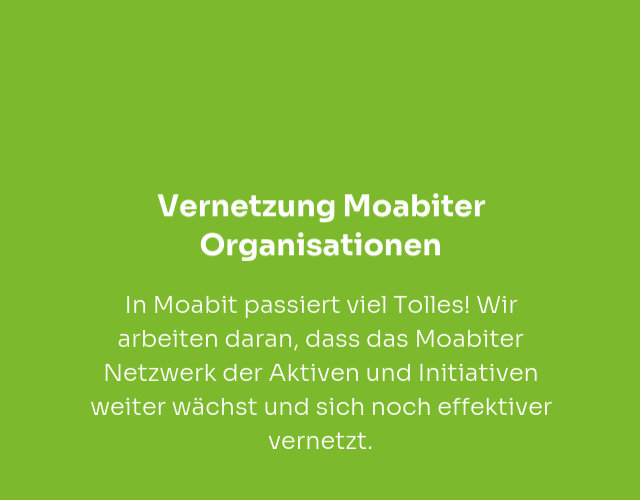 Vernetzung Moabiter
Organisationen
In Moabit passiert viel Tolles! Wir
arbeiten daran, dass das Moabiter
Netzwerk der Aktiven und Initiativen
weiter wächst und sich noch effektiver
vernetzt.